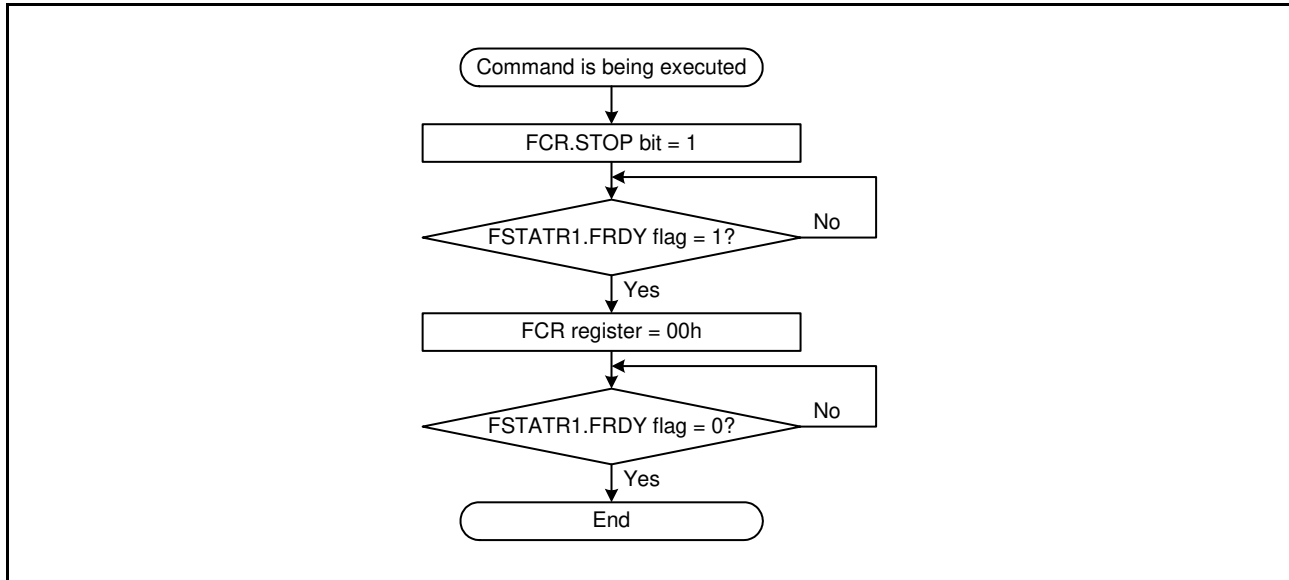 Command is being executed
FCR.STOP bit = 1
FSTATR1.FRDY flag = 1?
No
Yes
FCR register = 00h
FSTATR1.FRDY flag = 0?
No
Yes
End